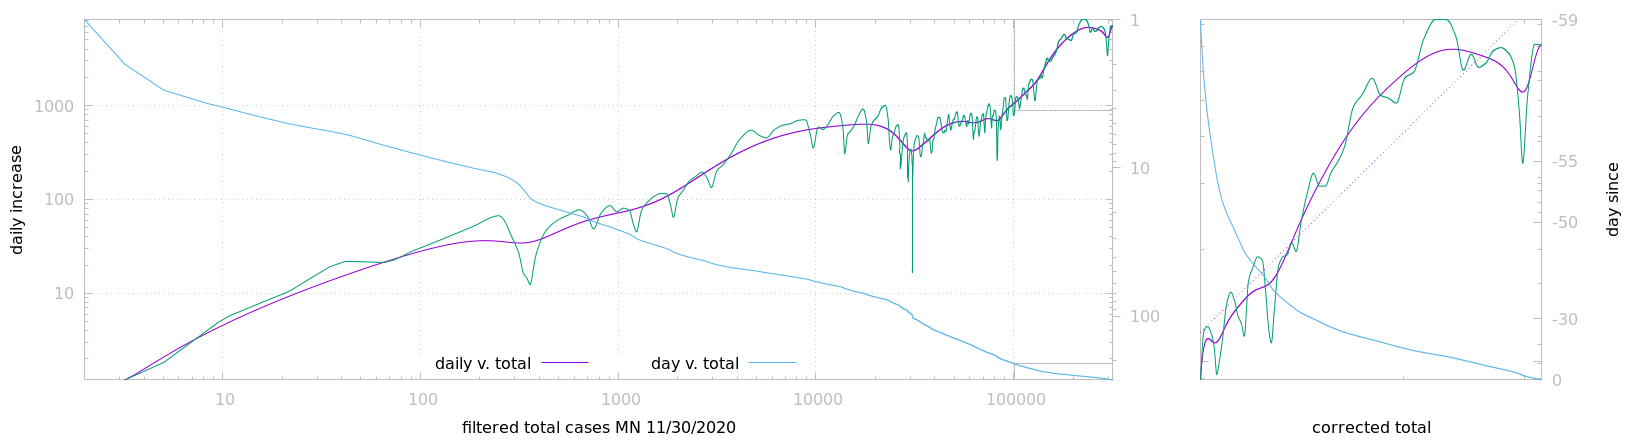 daily increase
1000
100
10
10
100
1000
10000
100000
filtered total cases MN 11/30/2020
daily v. total
day v. total
1
10
100
-59
-55
-50
-30
0
day since
corrected total